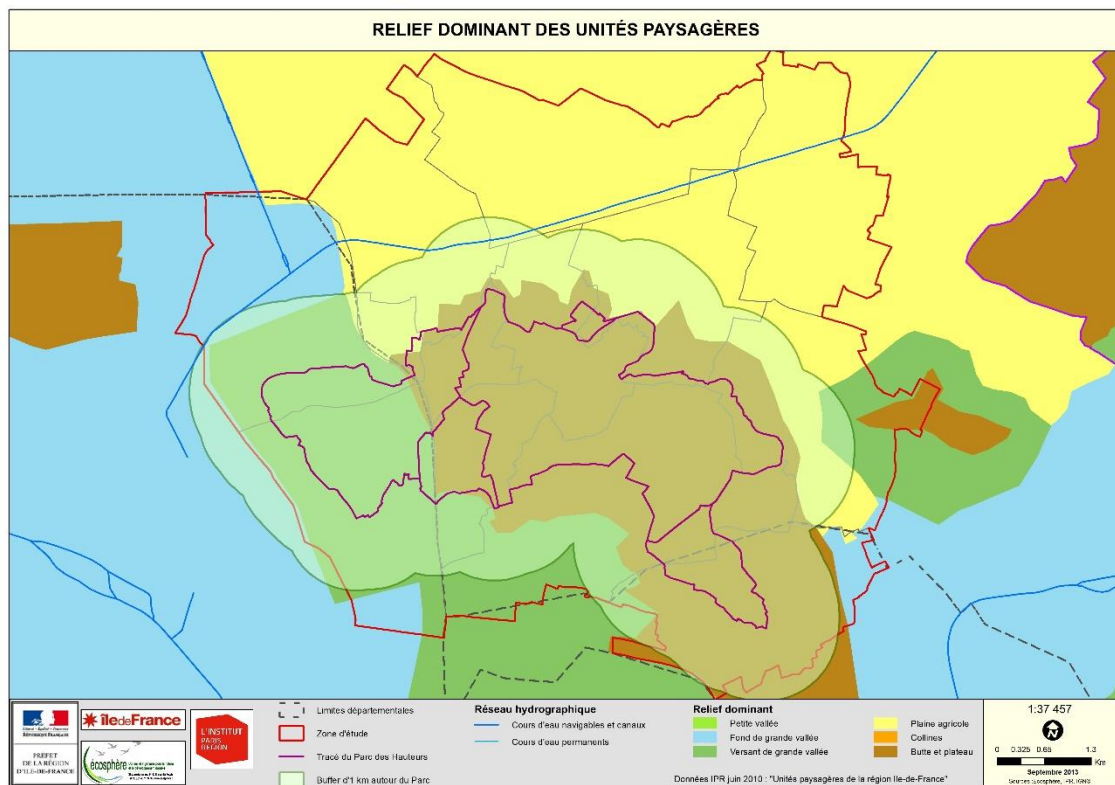 RELIEF DOMINANT DES UNITÉS PAYSAGÈRES
RÉPUBLIQUE FRANÇAISE
PRÉFET
DE LA RÉGION
D'ILE-DE-FRANCE
îledeFrance
écosphère
L'INSTITUT
PARIS
REGION
Limites départementales
Zone d'étude
Tracé du Parc des Hauteurs
Buffer d'1 km autour du Parc
Réseau hydrographique
Cours d'eau navigables et canaux
Cours d'eau permanents
Relief dominant
Petite vallée
Fond de grande vallée
Versant de grande vallée
Plaine agricole
Collines
Butte et plateau
Données IPR juin 2010 : "Unités paysagères de la région Ile-de-France"
1:37 457
N
0 0.325 0.65 1.3
Km
Septembre 2013